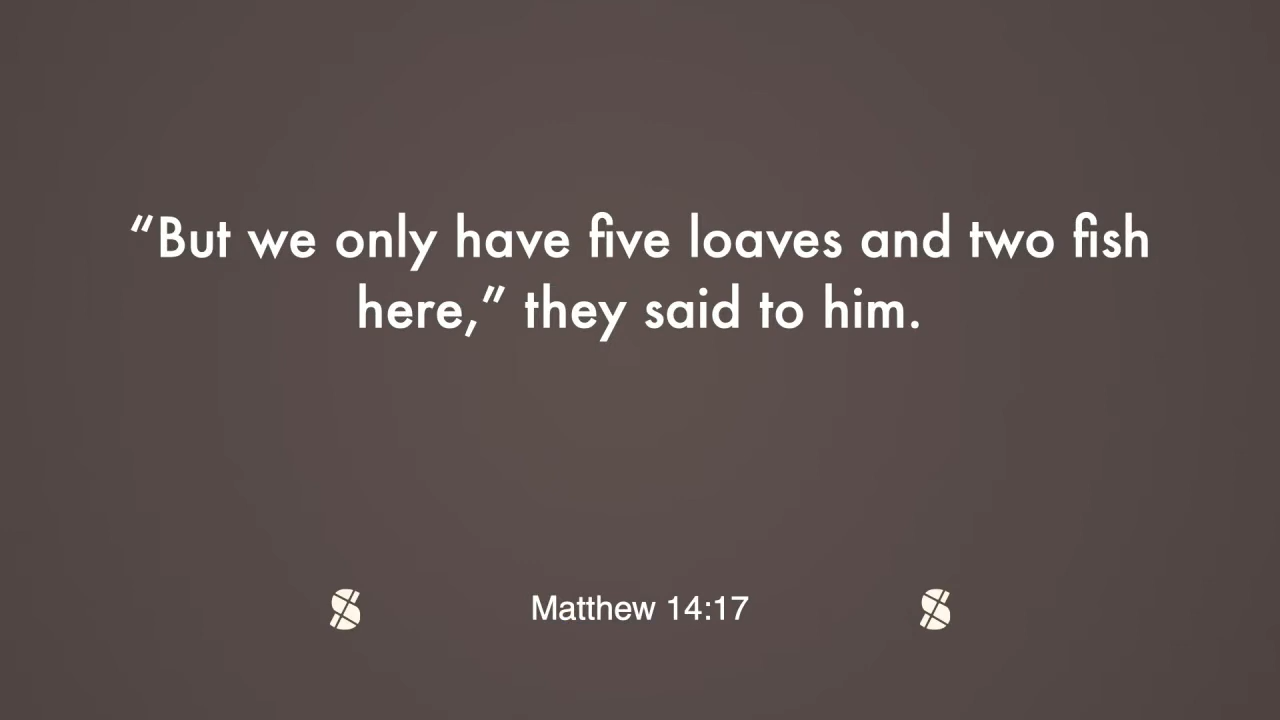 “But we only have five loaves and two fish
here,” they said to him.
Matthew 14:17